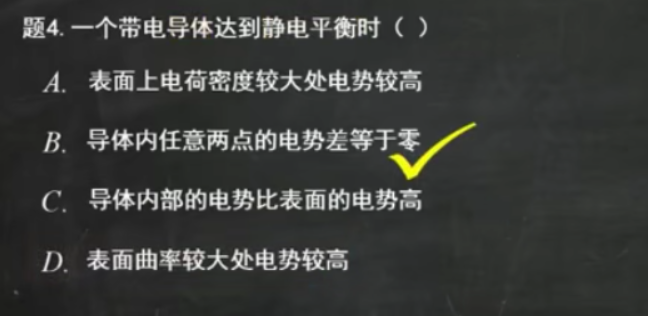 题4. 一个带电导体达到静电平衡时（ ）
A. 表面上电荷密度较大处电势较高
B. 导体内任意两点的电势差等于零
C. 导体内部的电势比表面的电势高
D. 表面曲率较大处电势较高